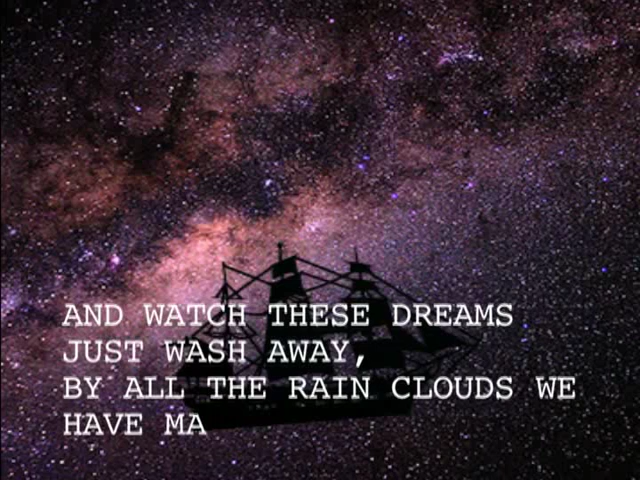 AND WATCH THESE DREAMS
JUST WASH AWAY,
BY ALL THE RAIN CLOUDS WE
HAVE MA